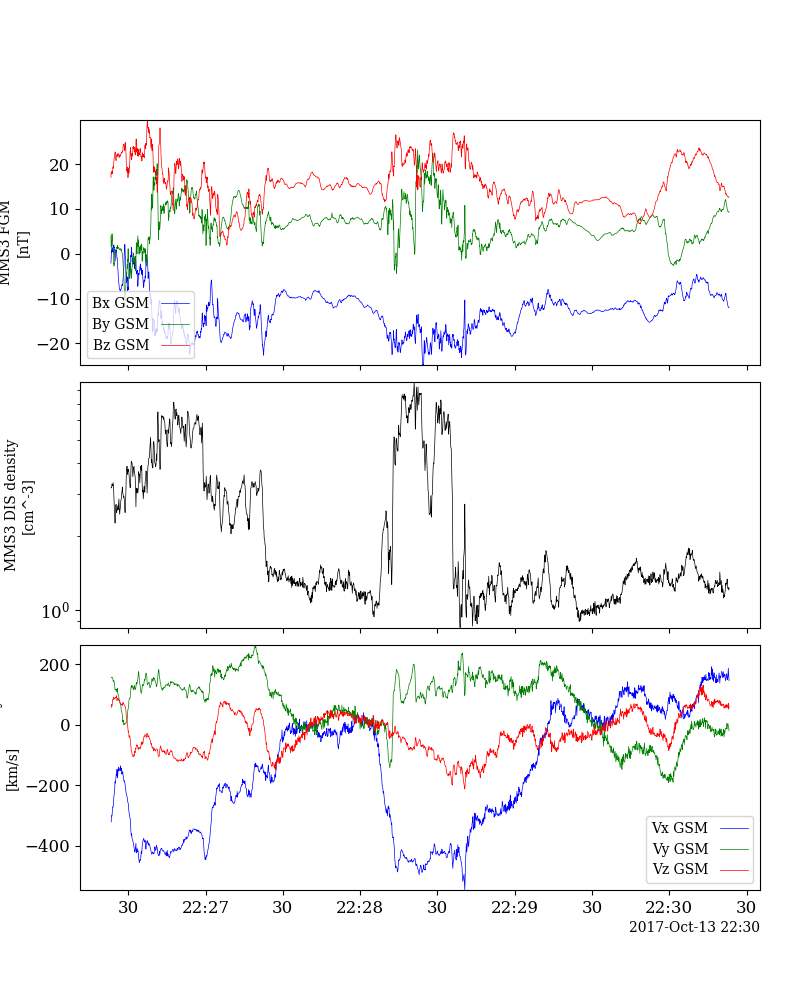 20
10
0
−10
−20
MMS3 FGM
[nT]
Bx GSM
By GSM
Bz GSM
10^0
MMS3 DIS density
[cm^-3]
200
0
−200
−400
[km/s]
Vx GSM
Vy GSM
Vz GSM
30 22:27 30 22:28 30 22:29 30 22:30 30
2017-Oct-13 22:30